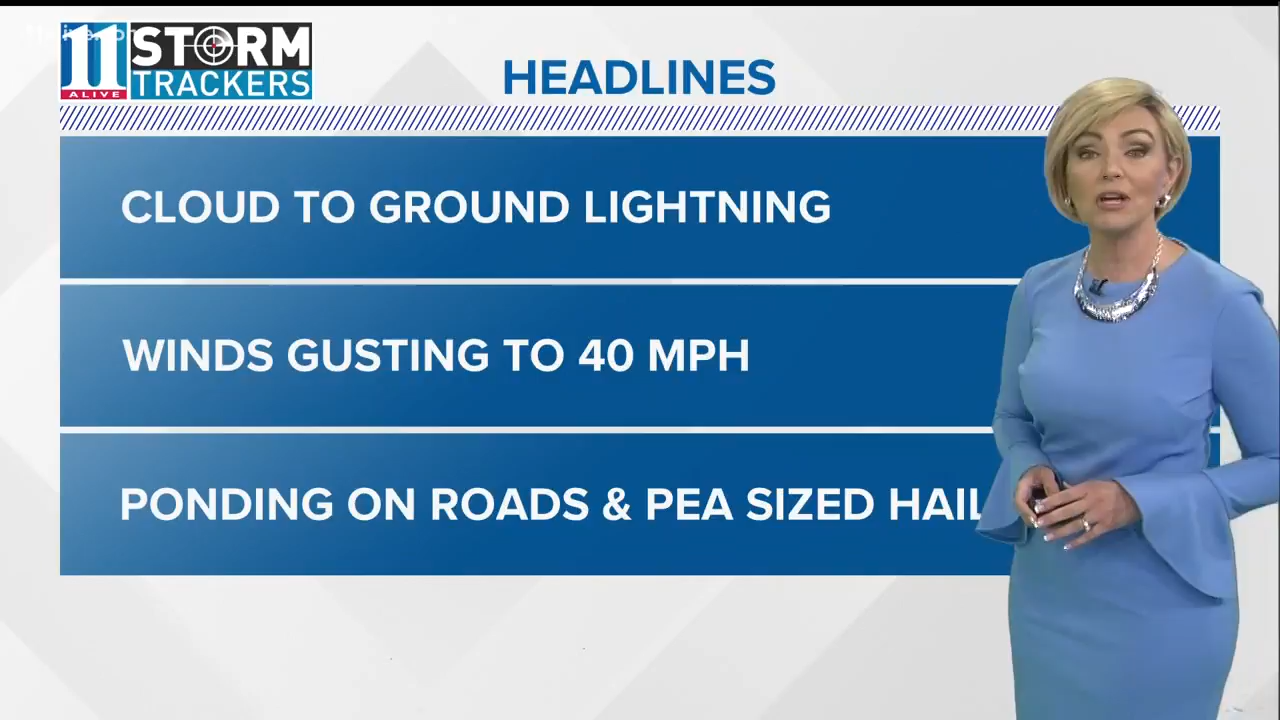 11 STORM
ALIVE TRACKERS
HEADLINES
CLOUD TO GROUND LIGHTNING
WINDS GUSTING TO 40 MPH
PONDING ON ROADS & PEA SIZED HAIL